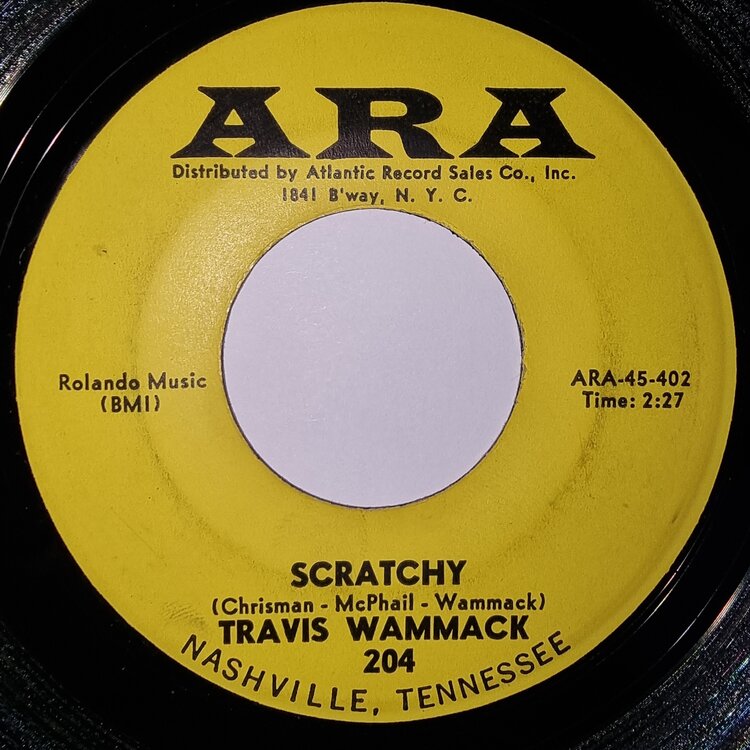 ARA
Distributed by Atlantic Record Sales Co., Inc.
1841 B'way, N. Y. C.
Rolando Music
(BMI)
ARA-45-402
Time: 2:27
SCRATCHY
(Chrisman - McPhail - Wammack)
TRAVIS WAMMACK
204
NASHVILLE, TENNESSEE